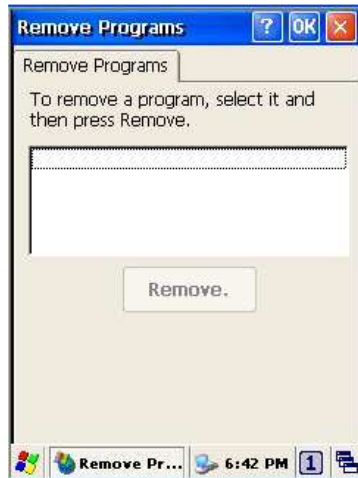 Remove Programs ? OK ×
Remove Programs
To remove a program, select it and
then press Remove.
Remove.
Remove Pr... 6:42 PM 1